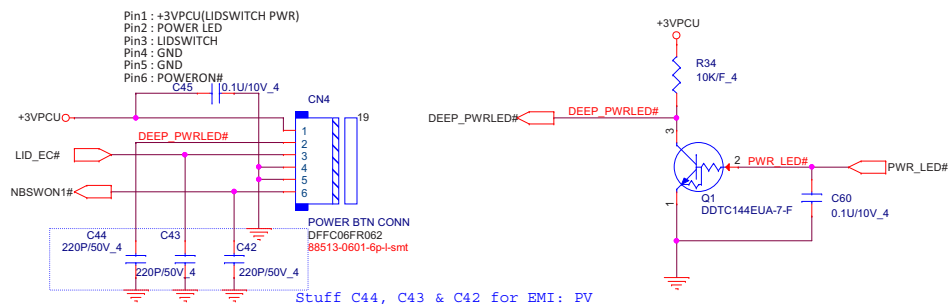 Pin1 : +3VPCU(LIDSWITCH PWR)
Pin2 : POWER LED
Pin3 : LIDSWITCH
Pin4 : GND
Pin5 : GND
Pin6 : POWERON#
C45
0.1U/10V_4
CN4
19
+3VPCU
DEEP_PWRLED#
LID_EC#
NBSWON1#
1
2
3
4
5
6
POWER BTN CONN
DFFC06FR062
88513-0601-6p-l-smt
C44
220P/50V_4
C43
220P/50V_4
C42
220P/50V_4
Stuff C44, C43 & C42 for EMI: PV
+3VPCU
R34
10K/F_4
DEEP_PWRLED#
DEEP_PWRLED#
3
2
PWR_LED#
PWR_LED#
Q1
DDTC144EUA-7-F
1
C60
0.1U/10V_4